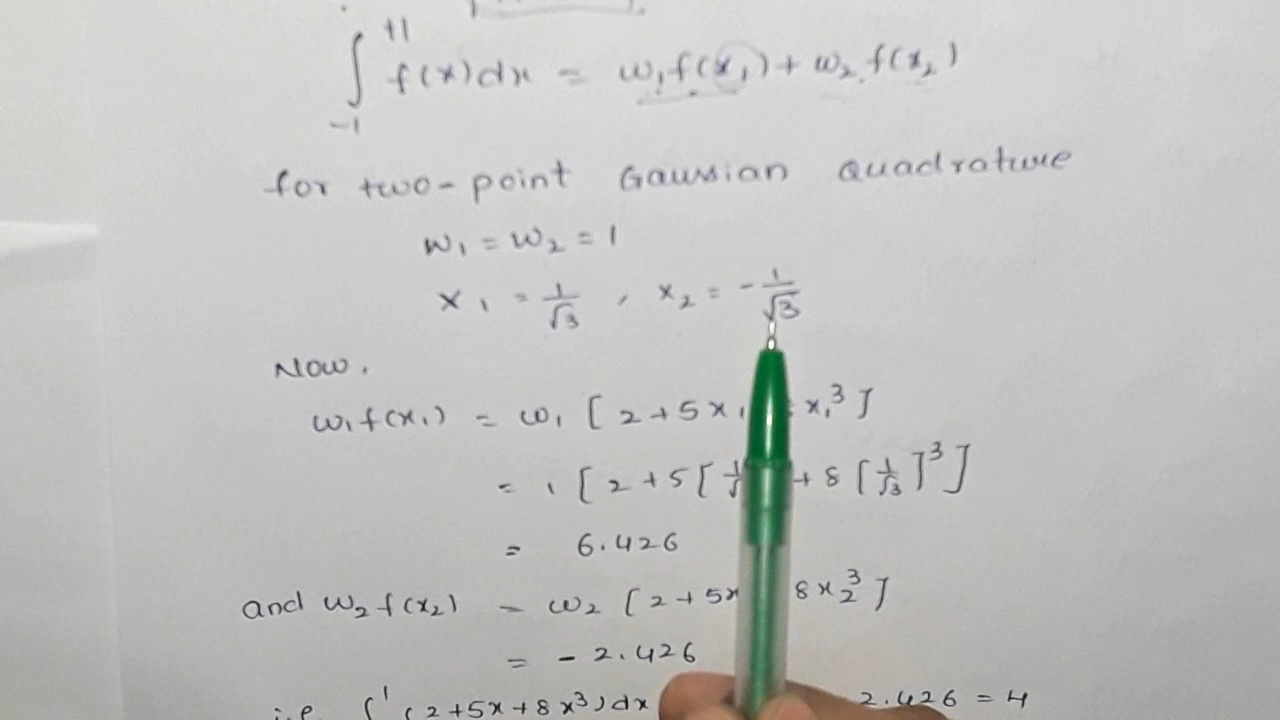 ∫₋₁⁺¹ f(x)dx = w₁f(x₁) + w₂ f(x₂)
for two-point Gaussian Quadrature
w₁ = w₂ = 1
x₁ = 1/√3 , x₂ = -1/√3
Now,
w₁f(x₁) = w₁ [ 2+5x₁ x₁³ ]
= 1 [ 2+5[ 1/√ + 8 [1/√3]³ ]
= 6.426
and w₂f(x₂) = w₂ [2+5x 8x₂³ ]
= - 2.426
i.e. ∫¹ (2+5x+8x³)dx 2.426 = 4